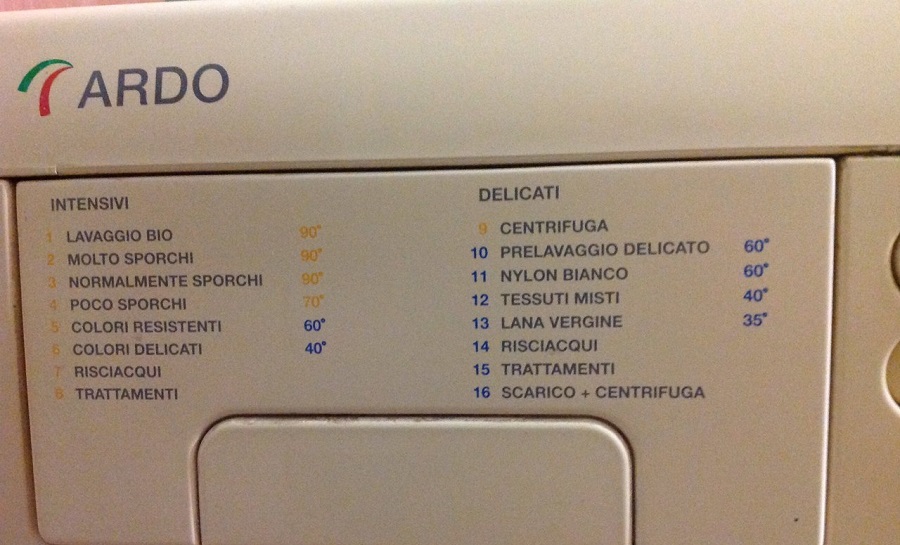 ARDO
INTENSIVI
1 LAVAGGIO BIO 90°
2 MOLTO SPORCHI 90°
3 NORMALMENTE SPORCHI 90°
4 POCO SPORCHI 70°
5 COLORI RESISTENTI 60°
6 COLORI DELICATI 40°
7 RISCIACQUI
8 TRATTAMENTI
DELICATI
9 CENTRIFUGA
10 PRELAVAGGIO DELICATO 60°
11 NYLON BIANCO 60°
12 TESSUTI MISTI 40°
13 LANA VERGINE 35°
14 RISCIACQUI
15 TRATTAMENTI
16 SCARICO + CENTRIFUGA